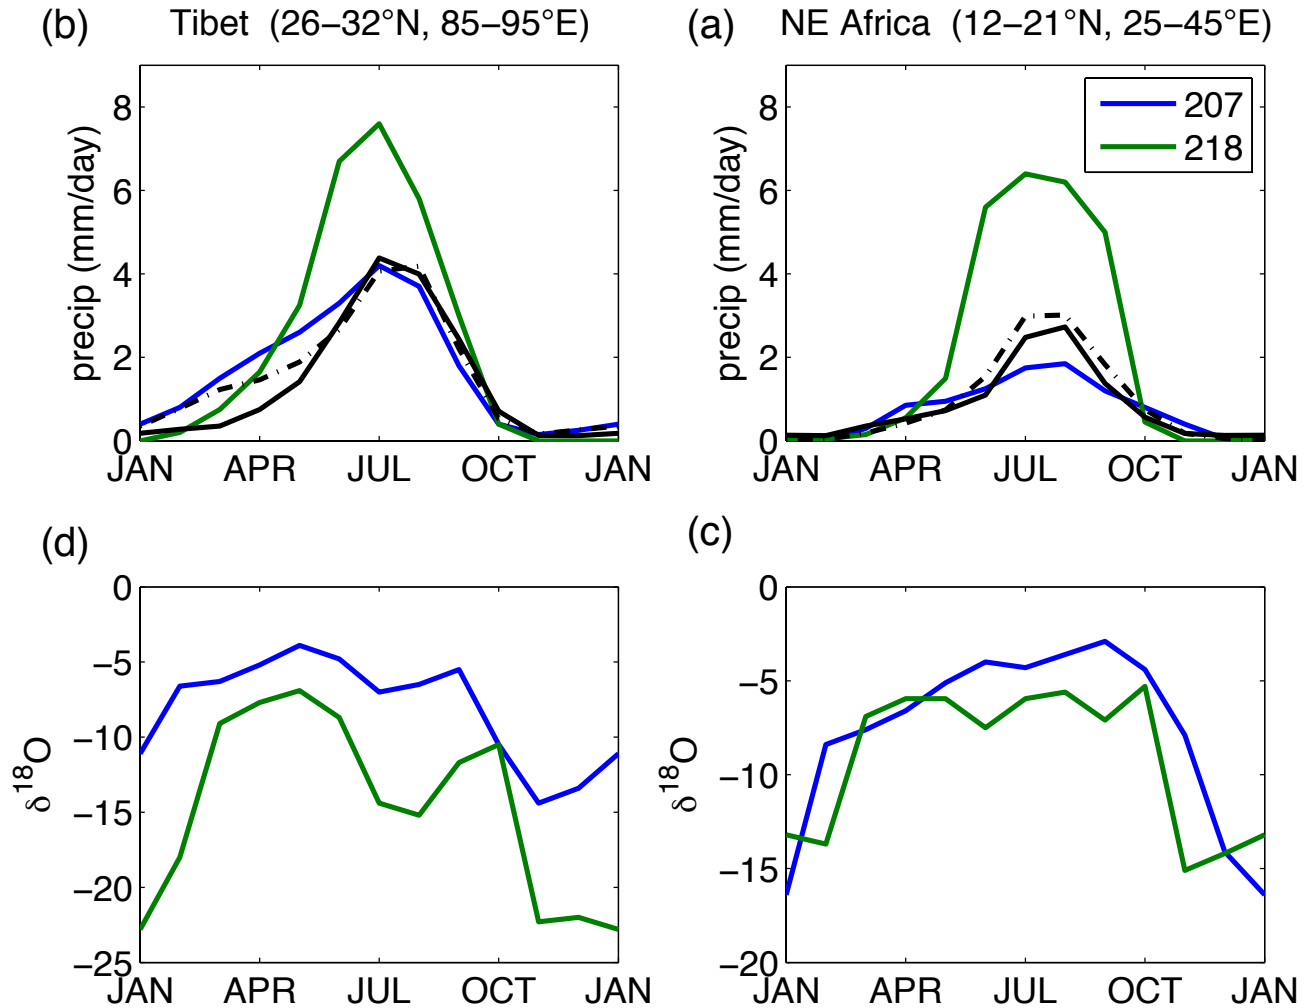 (b) Tibet (26–32°N, 85–95°E)
precip (mm/day)
8
6
4
2
0
JAN APR JUL OCT JAN
(a) NE Africa (12–21°N, 25–45°E)
precip (mm/day)
8
6
4
2
0
207
218
JAN APR JUL OCT JAN
(d)
δ18O
0
−5
−10
−15
−20
−25
JAN APR JUL OCT JAN
(c)
δ18O
0
−5
−10
−15
−20
JAN APR JUL OCT JAN